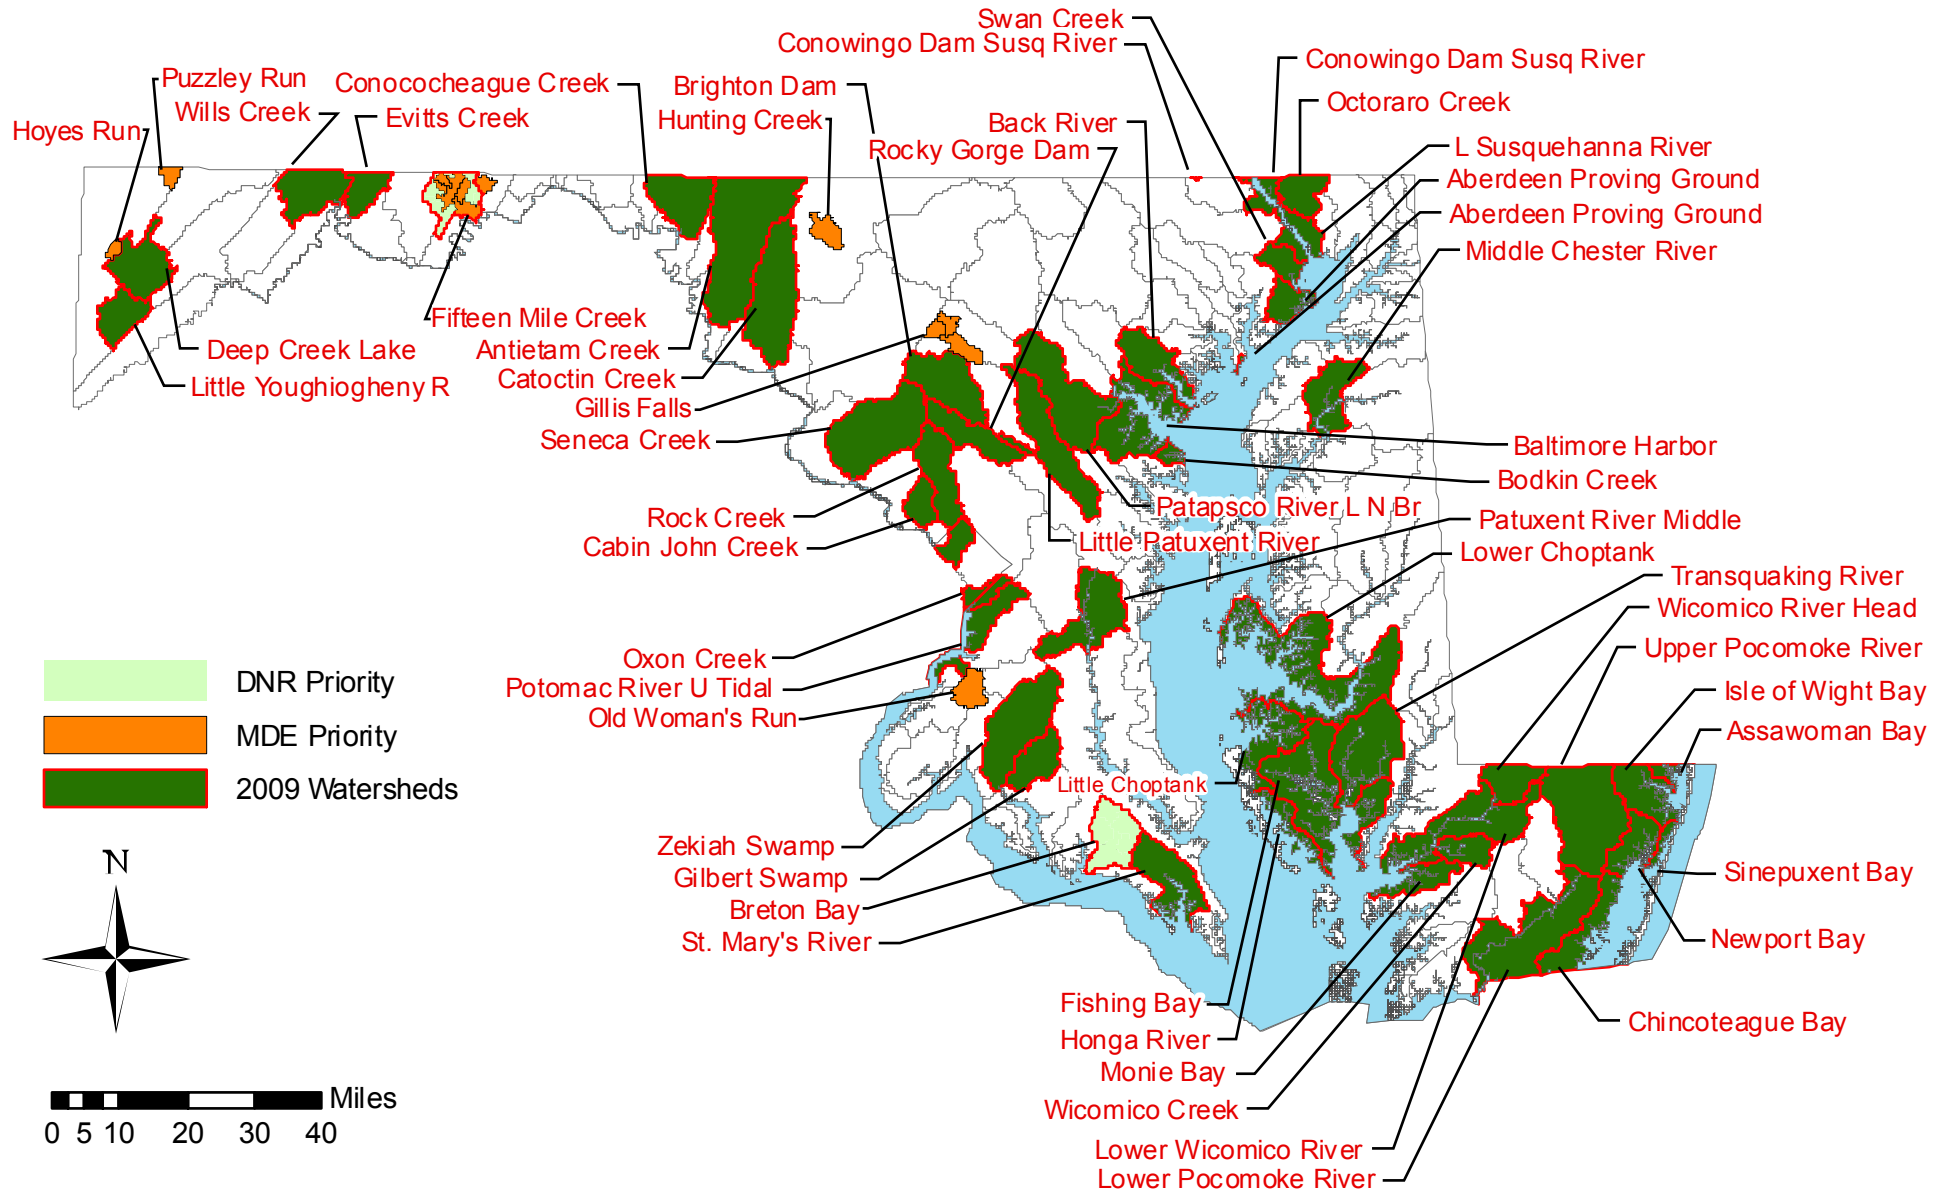 Swan Creek
Conowingo Dam Susq River
Conowingo Dam Susq River
Puzzley Run
Conococheague Creek
Brighton Dam
Octoraro Creek
Wills Creek
Evitts Creek
Hunting Creek
Back River
Hoyes Run
Rocky Gorge Dam
L Susquehanna River
Aberdeen Proving Ground
Aberdeen Proving Ground
Middle Chester River
Fifteen Mile Creek
Deep Creek Lake
Antietam Creek
Little Youghiogheny R
Catoctin Creek
Gillis Falls
Seneca Creek
Baltimore Harbor
Bodkin Creek
Rock Creek
Patapsco River L N Br
Patuxent River Middle
Cabin John Creek
Little Patuxent River
Lower Choptank
Transquaking River
Wicomico River Head
Oxon Creek
Upper Pocomoke River
Potomac River U Tidal
Isle of Wight Bay
Old Woman's Run
Assawoman Bay
DNR Priority
MDE Priority
2009 Watersheds
Little Choptank
Zekiah Swamp
Gilbert Swamp
Sinepuxent Bay
Breton Bay
St. Mary's River
Newport Bay
N
Fishing Bay
Chincoteague Bay
Honga River
Monie Bay
Wicomico Creek
Lower Wicomico River
Lower Pocomoke River
Miles
0 5 10 20 30 40